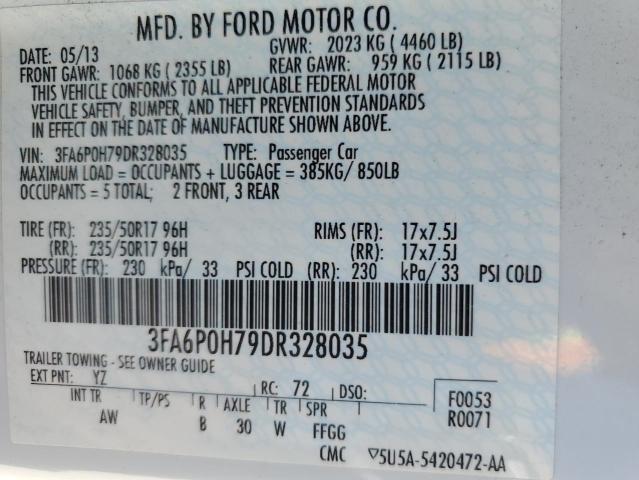 MFD. BY FORD MOTOR CO.
DATE: 05/13 GVWR: 2023 KG ( 4460 LB)
FRONT GAWR: 1068 KG ( 2355 LB) REAR GAWR: 959 KG ( 2115 LB)
THIS VEHICLE CONFORMS TO ALL APPLICABLE FEDERAL MOTOR
VEHICLE SAFETY, BUMPER, AND THEFT PREVENTION STANDARDS
IN EFFECT ON THE DATE OF MANUFACTURE SHOWN ABOVE.
VIN: 3FA6P0H79DR328035 TYPE: Passenger Car
MAXIMUM LOAD = OCCUPANTS + LUGGAGE = 385KG/ 850LB
OCCUPANTS = 5 TOTAL; 2 FRONT, 3 REAR
TIRE (FR): 235/50R17 96H RIMS (FR): 17x7.5J
(RR): 235/50R17 96H (RR): 17x7.5J
PRESSURE (FR): 230 kPa/ 33 PSI COLD (RR): 230 kPa/ 33 PSI COLD
3FA6P0H79DR328035
TRAILER TOWING - SEE OWNER GUIDE
EXT PNT: YZ RC: 72 DSO: F0053
INT TR TP/PS R AXLE TR SPR R0071
AW B 30 W FFGG
CMC ▽5U5A-5420472-AA